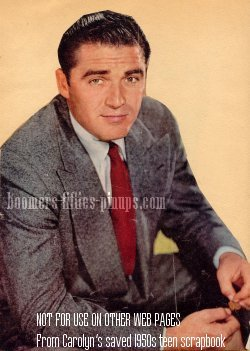 boomers-fifties-pinups.com
NOT FOR USE ON OTHER WEB PAGES
From Carolyn's saved 1950s teen scrapbook